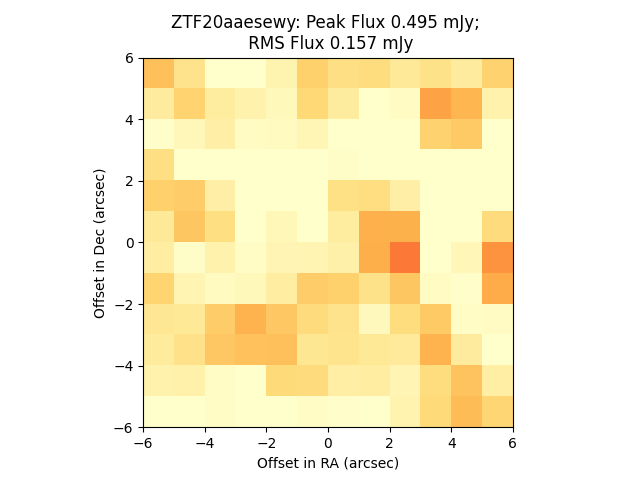 ZTF20aaesewy: Peak Flux 0.495 mJy;
RMS Flux 0.157 mJy
6
4
2
0
−2
−4
−6
Offset in Dec (arcsec)
−6 −4 −2 0 2 4 6
Offset in RA (arcsec)